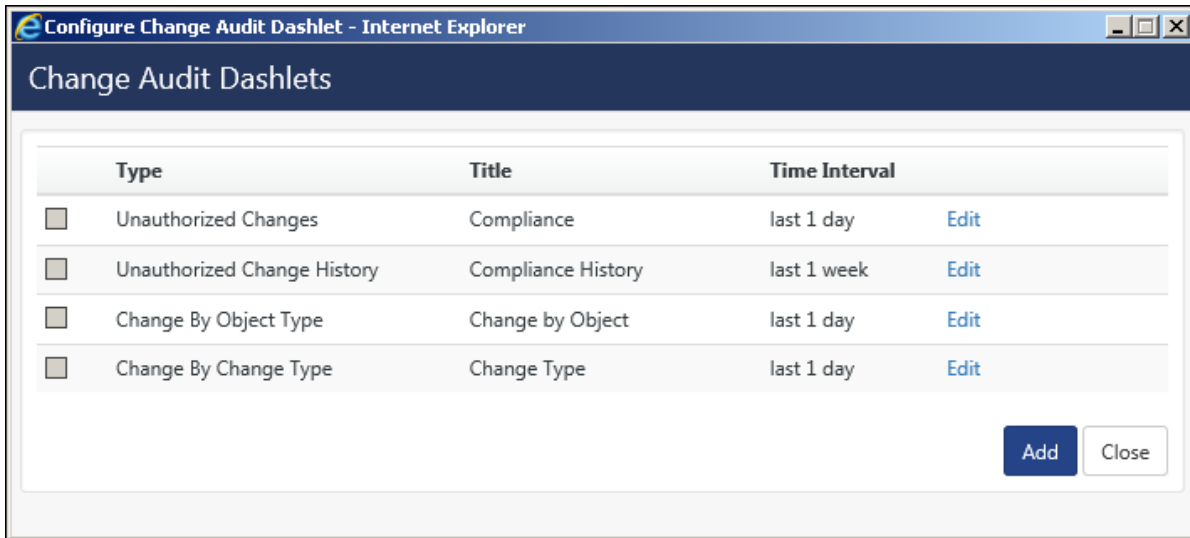 Configure Change Audit Dashlet - Internet Explorer
Change Audit Dashlets
Type Title Time Interval
Unauthorized Changes Compliance last 1 day Edit
Unauthorized Change History Compliance History last 1 week Edit
Change By Object Type Change by Object last 1 day Edit
Change By Change Type Change Type last 1 day Edit
Add Close